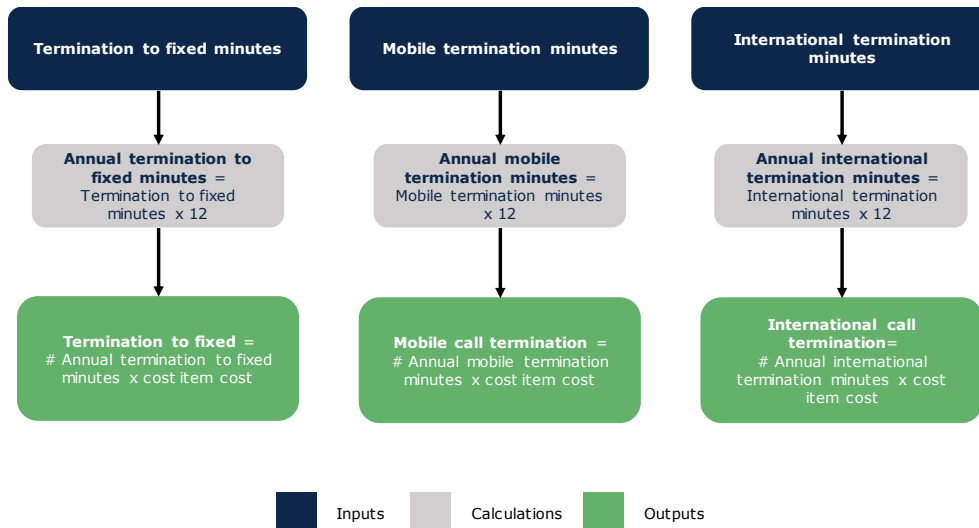 Termination to fixed minutes
Mobile termination minutes
International termination
minutes
Annual termination to
fixed minutes =
Termination to fixed
minutes x 12
Annual mobile
termination minutes =
Mobile termination minutes
x 12
Annual international
termination minutes =
International termination
minutes x 12
Termination to fixed =
# Annual termination to fixed
minutes x cost item cost
Mobile call termination =
# Annual mobile termination
minutes x cost item cost
International call
termination=
# Annual international
termination minutes x cost
item cost
Inputs
Calculations
Outputs